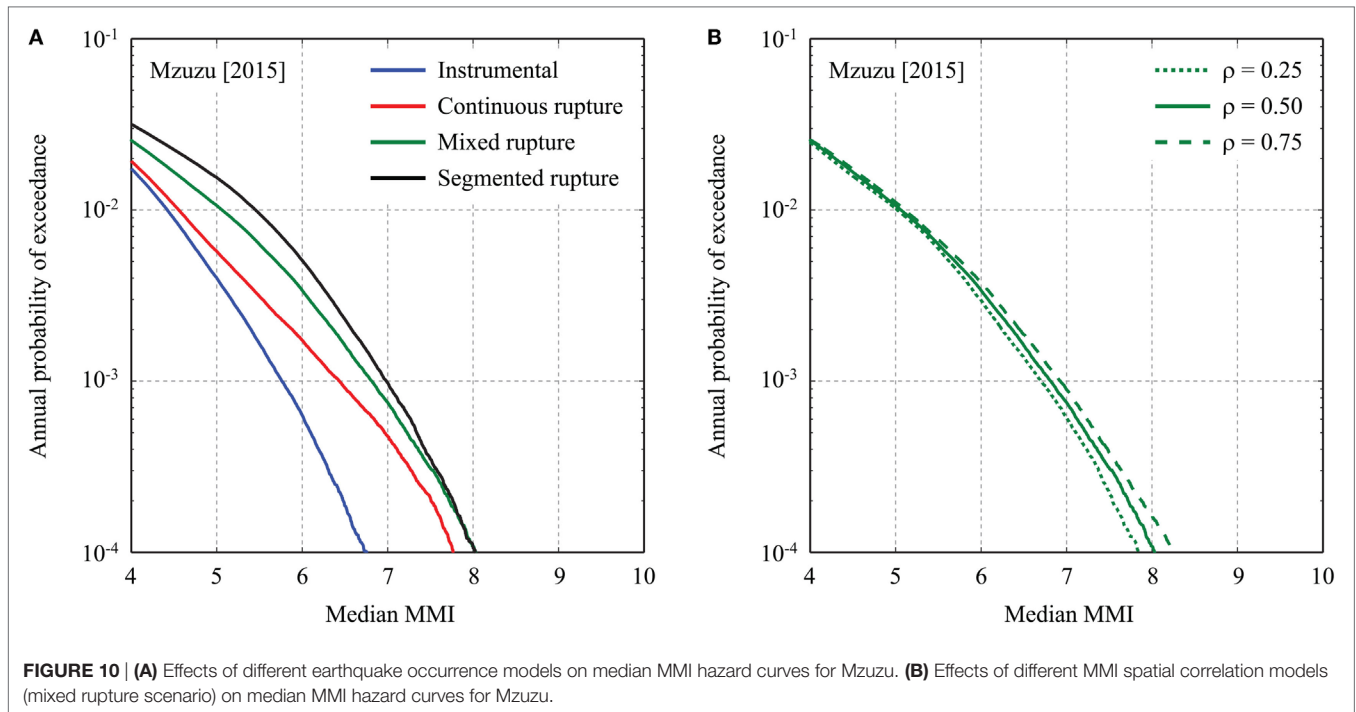 A
Mzuzu [2015]
Instrumental
Continuous rupture
Mixed rupture
Segmented rupture
Annual probability of exceedance
10-1
10-2
10-3
10-4
4 5 6 7 8 9 10
Median MMI
B
Mzuzu [2015]
ρ = 0.25
ρ = 0.50
ρ = 0.75
Annual probability of exceedance
10-1
10-2
10-3
10-4
4 5 6 7 8 9 10
Median MMI
FIGURE 10 | (A) Effects of different earthquake occurrence models on median MMI hazard curves for Mzuzu. (B) Effects of different MMI spatial correlation models
(mixed rupture scenario) on median MMI hazard curves for Mzuzu.